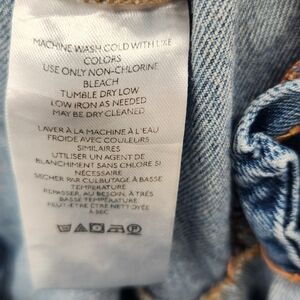 MACHINE WASH COLD WITH LIKE
COLORS
USE ONLY NON-CHLORINE
BLEACH
TUMBLE DRY LOW
LOW IRON AS NEEDED
MAY BE DRY CLEANED
LAVER À LA MACHINE À L'EAU
FROIDE AVEC COULEURS
SIMILAIRES
UTILISER UN AGENT DE
BLANCHIMENT SANS CHLORE SI
NÉCESSAIRE
SÉCHER PAR CULBUTAGE À BASSE
TEMPÉRATURE
REPASSER, AU BESOIN, À TRÈS
BASSE TEMPÉRATURE
PEUT-ÊTRE ÊTRE NETTOYÉE
À SEC